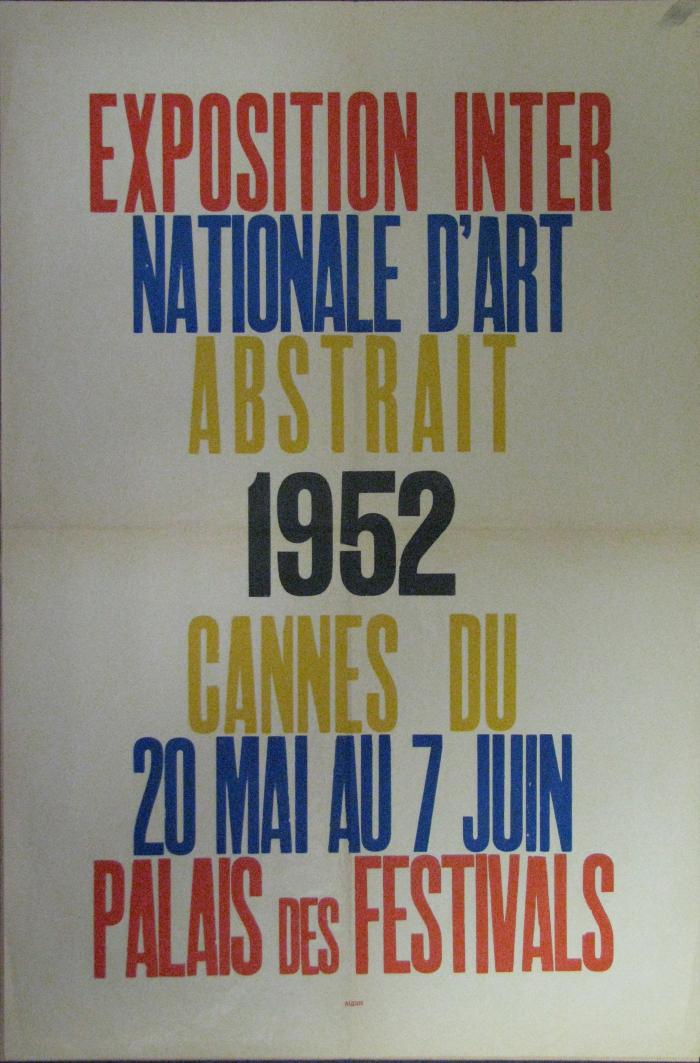 EXPOSITION INTER
NATIONALE D'ART
ABSTRAIT
1952
CANNES DU
20 MAI AU 7 JUIN
PALAIS DES FESTIVALS